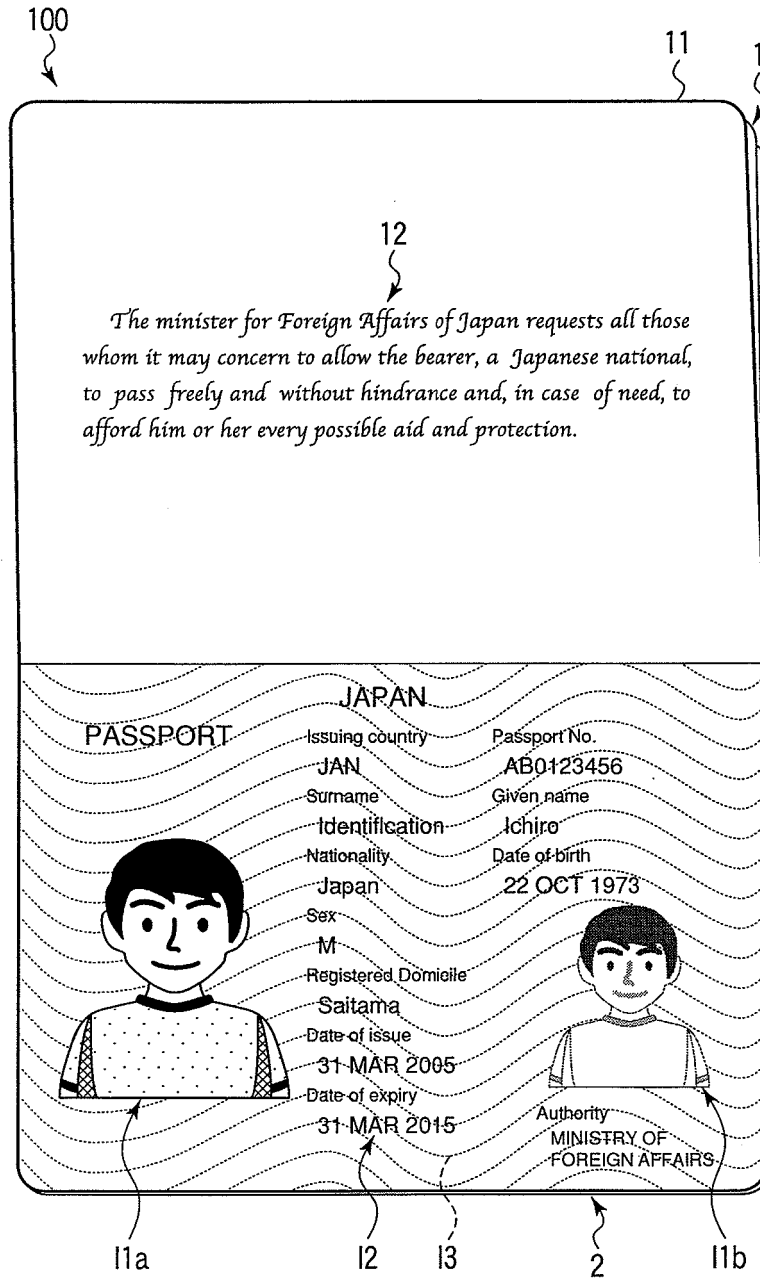 100
11
1
12
The minister for Foreign Affairs of Japan requests all those
whom it may concern to allow the bearer, a Japanese national,
to pass freely and without hindrance and, in case of need, to
afford him or her every possible aid and protection.
JAPAN
PASSPORT
Issuing country Passport No.
JAN AB0123456
Surname Given name
Identification Ichiro
Nationality Date of birth
Japan 22 OCT 1973
Sex
M
Registered Domicile
Saitama
Date of issue
31 MAR 2005
Date of expiry
31 MAR 2015
Authority
MINISTRY OF
FOREIGN AFFAIRS
I1a I2 I3 2 I1b